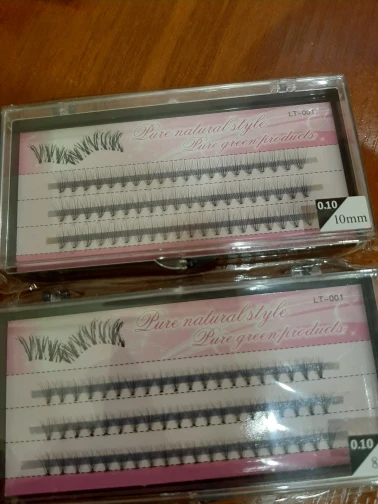 LT-001
Pure natural style
Pure green products
0.10
10mm
LT-001
Pure natural style
Pure green products
0.10
8